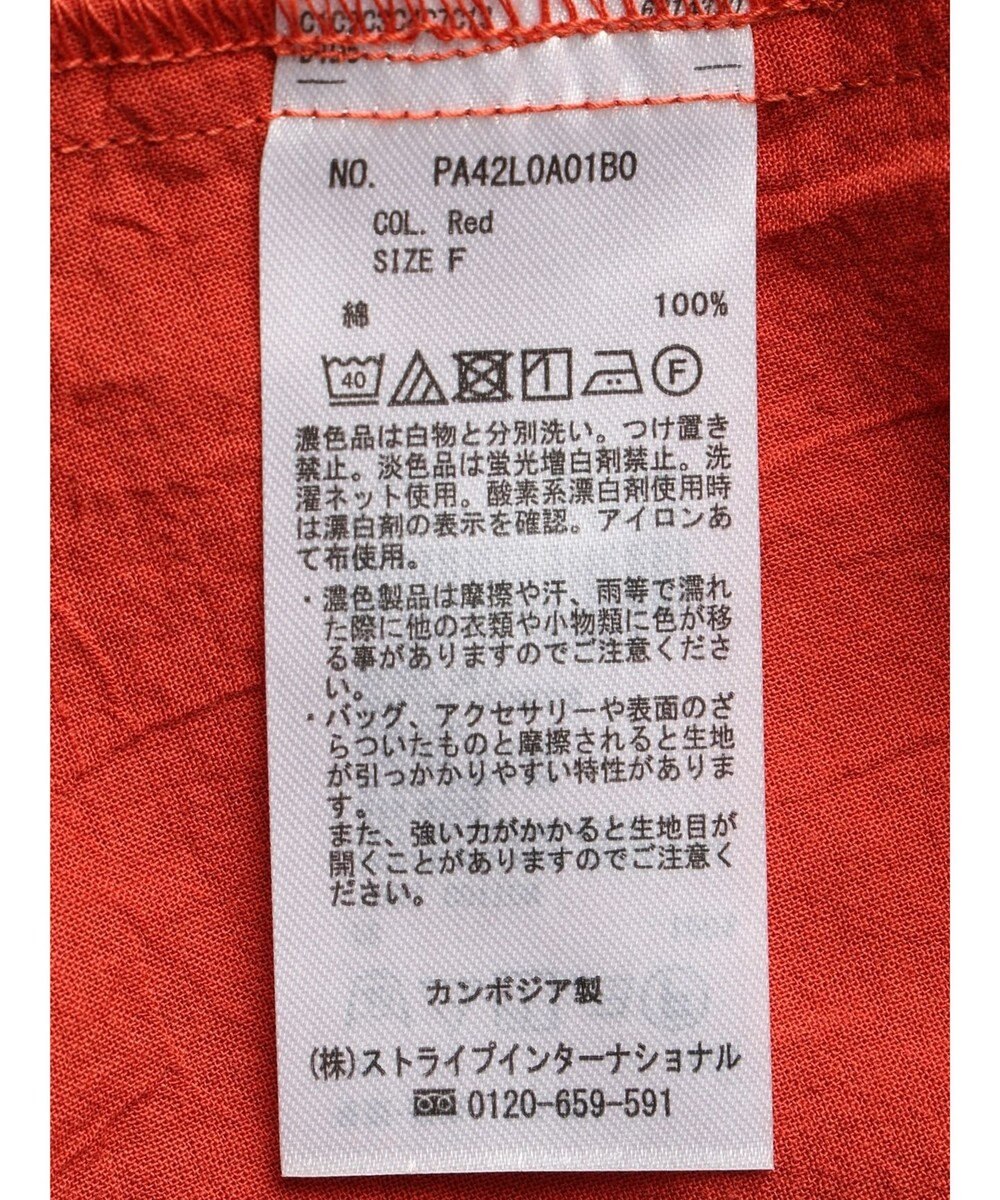 NO. PA42L0A01B0
COL. Red
SIZE F
綿 100%
40 F
濃色品は白物と分別洗い。つけ置き
禁止。淡色品は蛍光増白剤禁止。洗
濯ネット使用。酸素系漂白剤使用時
は漂白剤の表示を確認。アイロンあ
て布使用。
・濃色製品は摩擦や汗、雨等で濡れ
た際に他の衣類や小物類に色が移
る事がありますのでご注意くださ
い。
・バッグ、アクセサリーや表面のざ
らついたものと摩擦されると生地
が引っかかりやすい特性がありま
す。
また、強い力がかかると生地目が
開くことがありますのでご注意く
ださい。
カンボジア製
(株)ストライプインターナショナル
0120-659-591